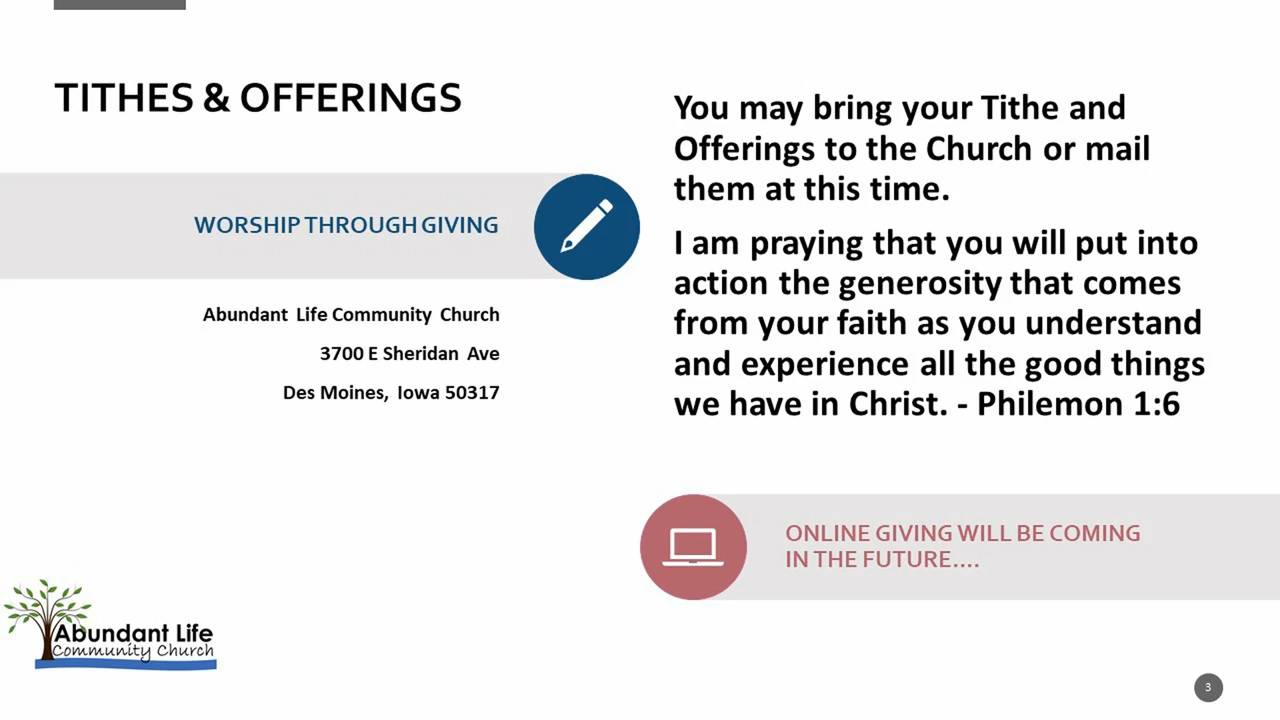 TITHES & OFFERINGS
WORSHIP THROUGH GIVING
Abundant Life Community Church
3700 E Sheridan Ave
Des Moines, Iowa 50317
You may bring your Tithe and
Offerings to the Church or mail
them at this time.
I am praying that you will put into
action the generosity that comes
from your faith as you understand
and experience all the good things
we have in Christ. - Philemon 1:6
ONLINE GIVING WILL BE COMING
IN THE FUTURE....
Abundant Life
Community Church
3